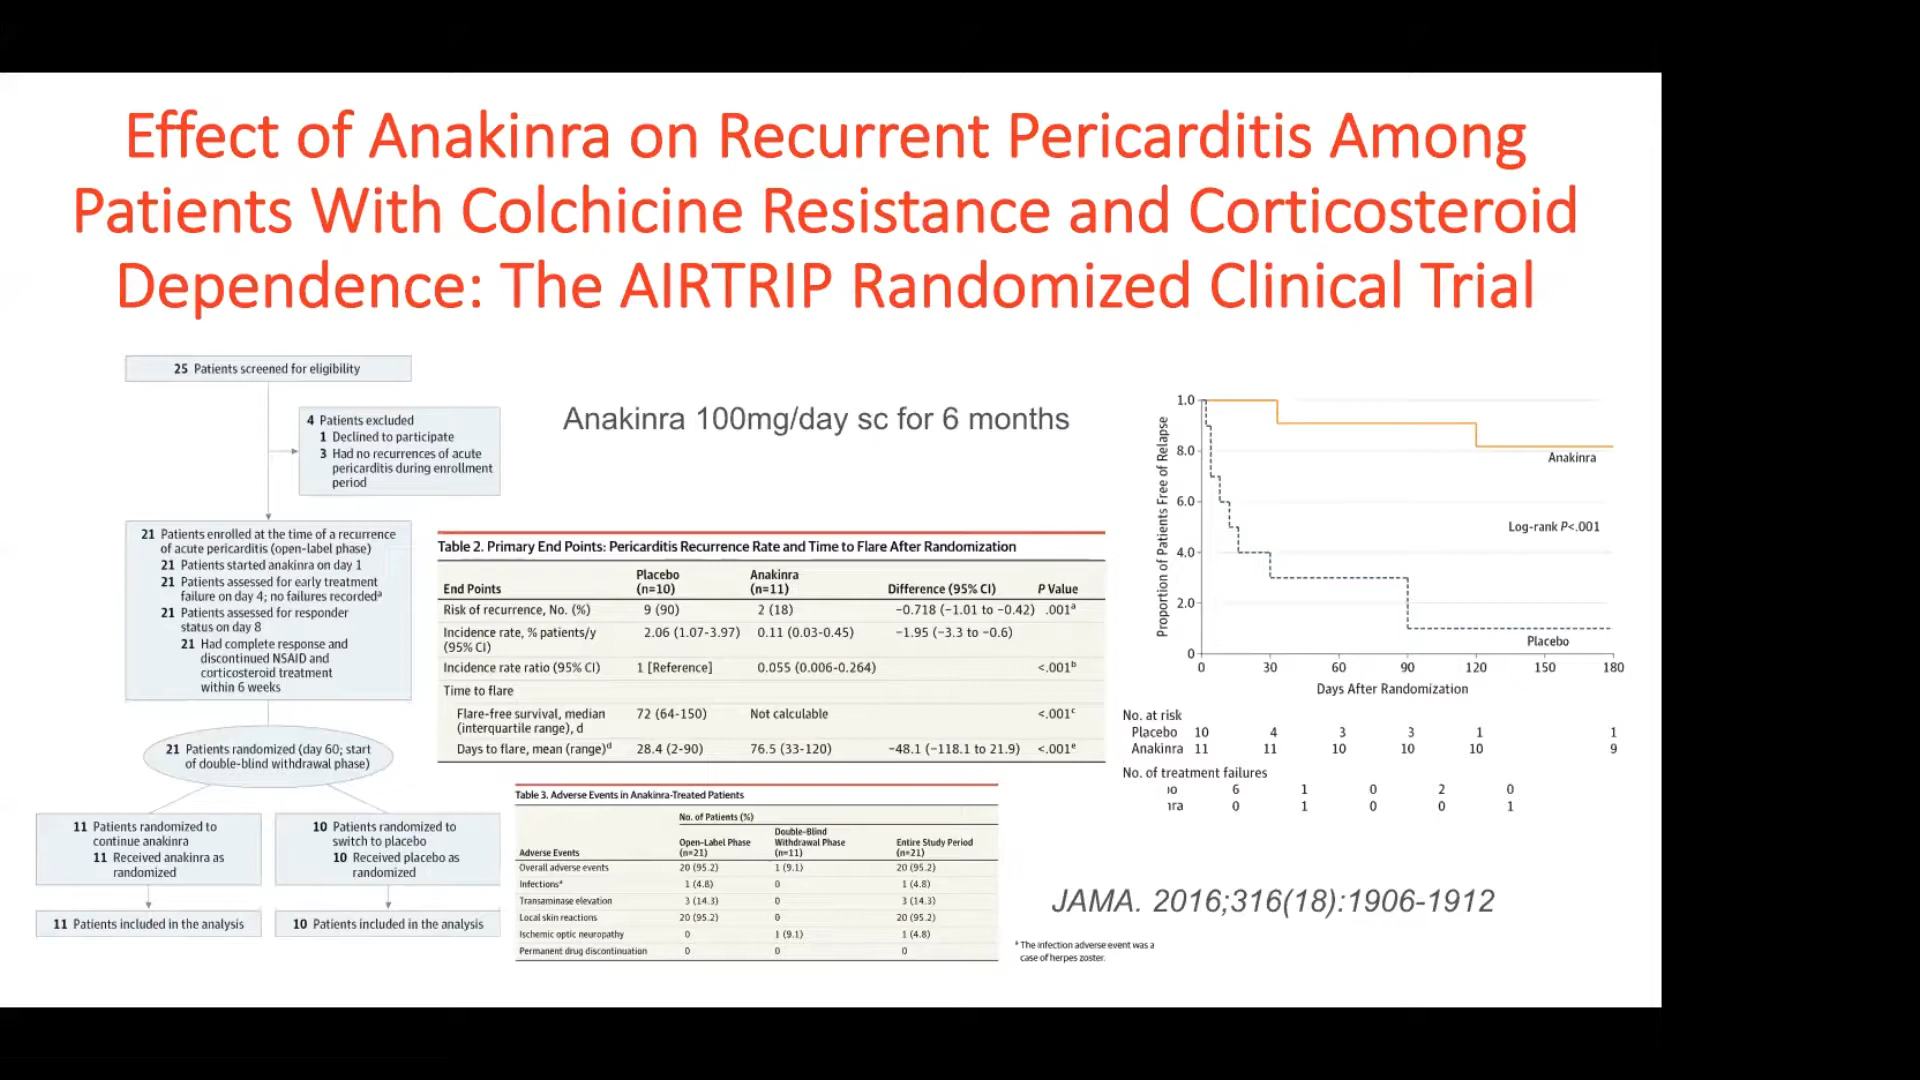 Effect of Anakinra on Recurrent Pericarditis Among
Patients With Colchicine Resistance and Corticosteroid
Dependence: The AIRTRIP Randomized Clinical Trial
25 Patients screened for eligibility
4 Patients excluded
1 Declined to participate
3 Had no recurrences of acute
pericarditis during enrollment
period
21 Patients enrolled at the time of a recurrence
of acute pericarditis (open-label phase)
21 Patients started anakinra on day 1
21 Patients assessed for early treatment
failure on day 4; no failures recordedª
21 Patients assessed for responder
status on day 8
21 Had complete response and
discontinued NSAID and
corticosteroid treatment
within 6 weeks
21 Patients randomized (day 60; start
of double-blind withdrawal phase)
11 Patients randomized to
continue anakinra
11 Received anakinra as
randomized
10 Patients randomized to
switch to placebo
10 Received placebo as
randomized
11 Patients included in the analysis
10 Patients included in the analysis
Anakinra 100mg/day sc for 6 months
Table 2. Primary End Points: Pericarditis Recurrence Rate and Time to Flare After Randomization
End Points Placebo (n=10) Anakinra (n=11) Difference (95% CI) P Value
Risk of recurrence, No. (%) 9 (90) 2 (18) −0.718 (−1.01 to −0.42) .001ª
Incidence rate, % patients/y 2.06 (1.07-3.97) 0.11 (0.03-0.45) −1.95 (−3.3 to −0.6)
(95% CI)
Incidence rate ratio (95% CI) 1 [Reference] 0.055 (0.006-0.264) <.001ᵇ
Time to flare
Flare-free survival, median 72 (64-150) Not calculable <.001ᶜ
(interquartile range), d
Days to flare, mean (range)ᵈ 28.4 (2-90) 76.5 (33-120) −48.1 (−118.1 to 21.9) <.001ᵉ
Table 3. Adverse Events in Anakinra-Treated Patients
No. of Patients (%)
Adverse Events Open-Label Phase (n=21) Double-Blind Withdrawal Phase (n=11) Entire Study Period (n=21)
Overall adverse events 20 (95.2) 1 (9.1) 20 (95.2)
Infectionsª 1 (4.8) 0 1 (4.8)
Transaminase elevation 3 (14.3) 0 3 (14.3)
Local skin reactions 20 (95.2) 0 20 (95.2)
Ischemic optic neuropathy 0 1 (9.1) 1 (4.8)
Permanent drug discontinuation 0 0 0
ª The infection adverse event was a
case of herpes zoster.
Proportion of Patients Free of Relapse
1.0
8.0
6.0
4.0
2.0
0
Anakinra
Log-rank P<.001
Placebo
0 30 60 90 120 150 180
Days After Randomization
No. at risk
Placebo 10 4 3 3 1 1
Anakinra 11 11 10 10 10 9
No. of treatment failures
6 1 0 2 0
0 1 0 0 1
JAMA. 2016;316(18):1906-1912